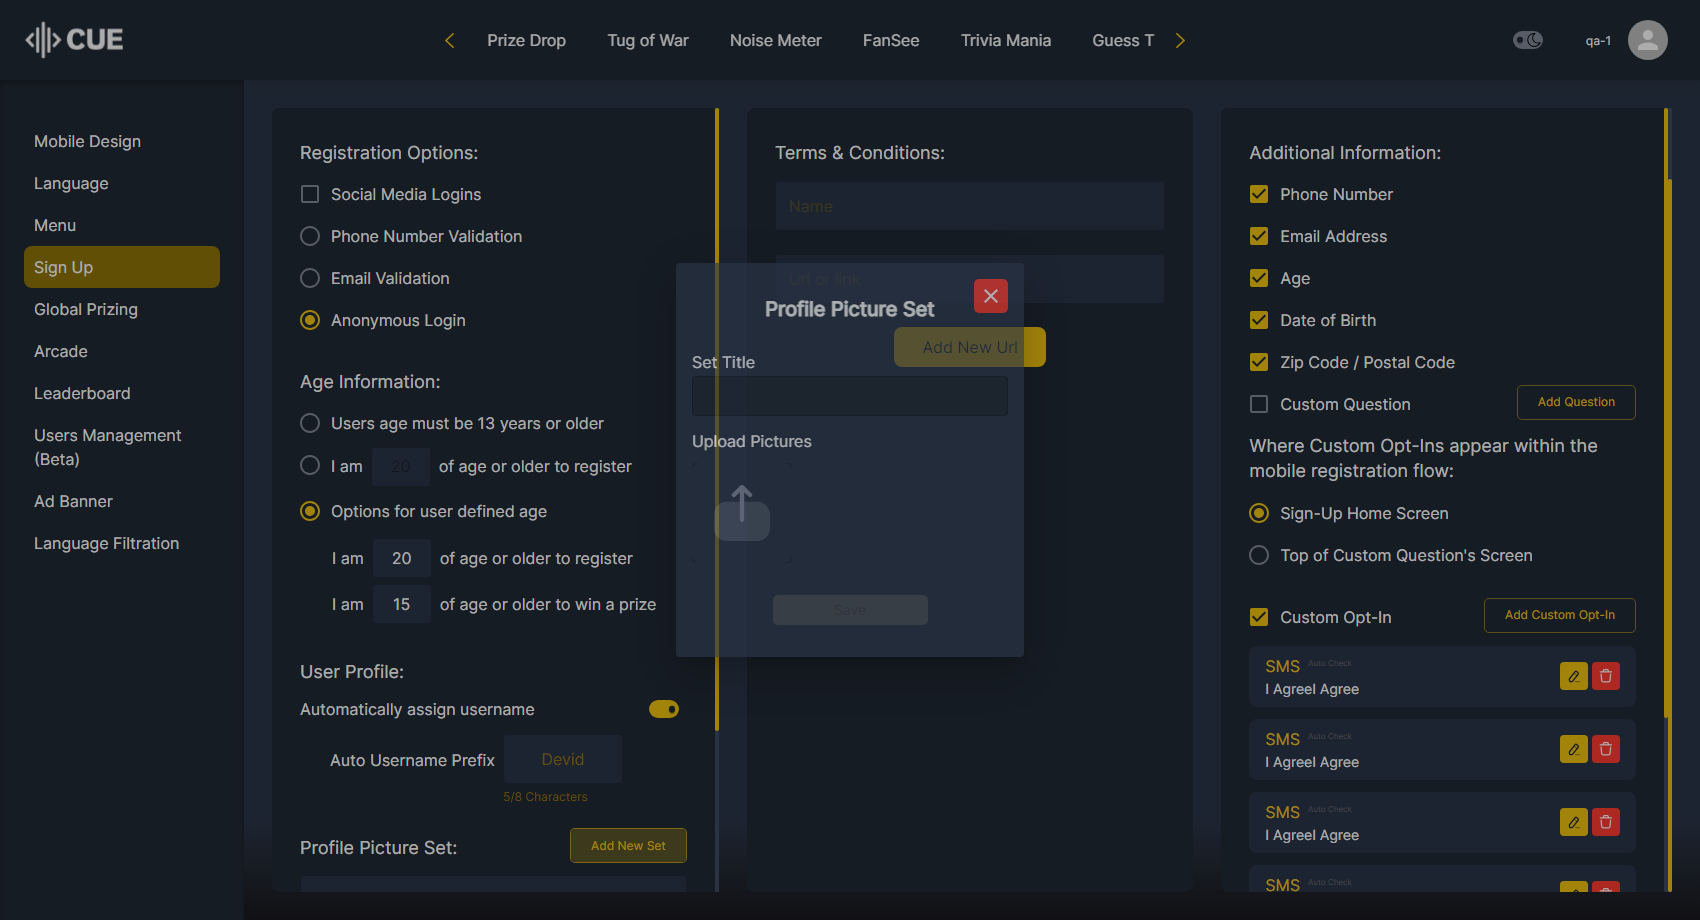 CUE
Prize Drop
Tug of War
Noise Meter
FanSee
Trivia Mania
Guess T
qa-1
Mobile Design
Language
Menu
Sign Up
Global Prizing
Arcade
Leaderboard
Users Management
(Beta)
Ad Banner
Language Filtration
Registration Options:
Social Media Logins
Phone Number Validation
Email Validation
Anonymous Login
Age Information:
Users age must be 13 years or older
I am 20 of age or older to register
Options for user defined age
I am 20 of age or older to register
I am 15 of age or older to win a prize
User Profile:
Automatically assign username
Auto Username Prefix Devid
5/8 Characters
Profile Picture Set:
Add New Set
Terms & Conditions:
Name
Url or link
Add New Url
Profile Picture Set
Set Title
Upload Pictures
Save
Additional Information:
Phone Number
Email Address
Age
Date of Birth
Zip Code / Postal Code
Custom Question
Add Question
Where Custom Opt-Ins appear within the
mobile registration flow:
Sign-Up Home Screen
Top of Custom Question's Screen
Custom Opt-In
Add Custom Opt-In
SMS Auto Check
I AgreeI Agree
SMS Auto Check
I AgreeI Agree
SMS Auto Check
I AgreeI Agree
SMS Auto Check